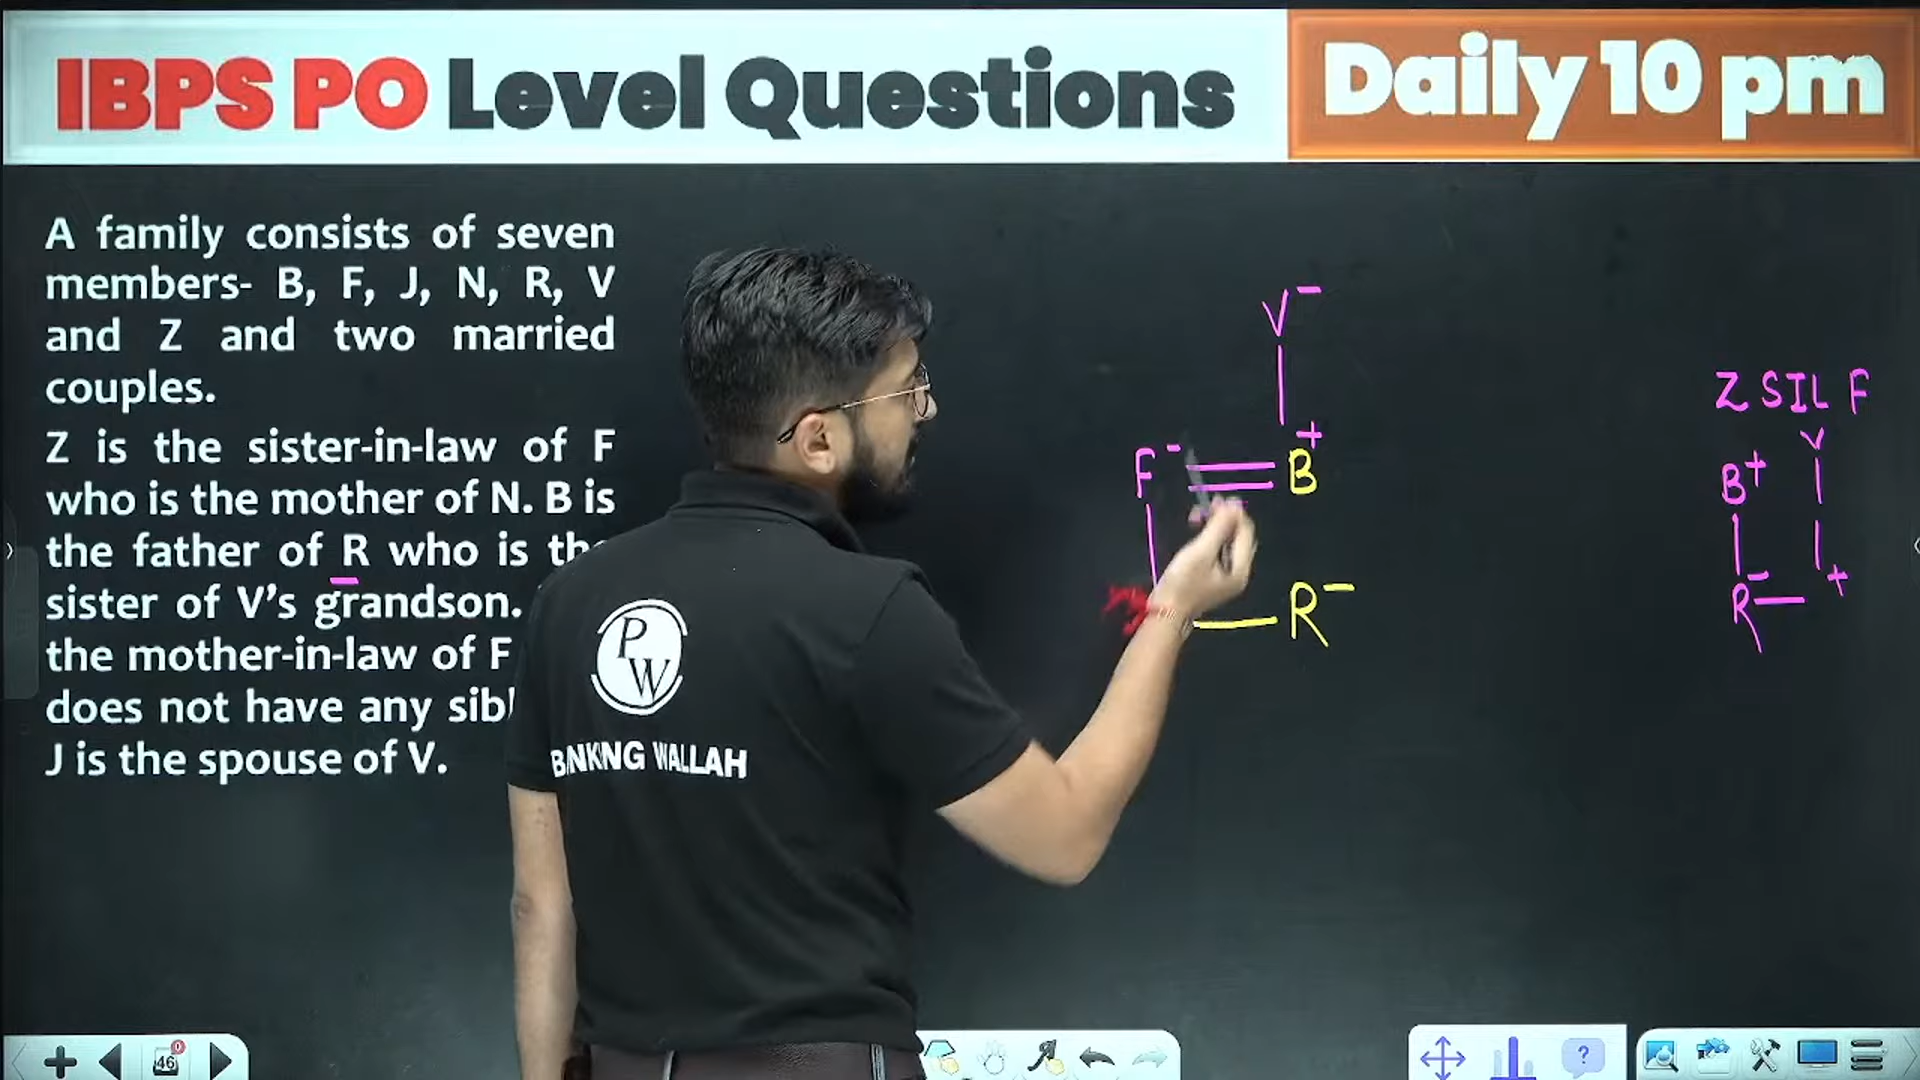 IBPS PO Level Questions
Daily 10 pm
A family consists of seven
members- B, F, J, N, R, V
and Z and two married
couples.
Z is the sister-in-law of F
who is the mother of N. B is
the father of R who is
sister of V's grandson.
the mother-in-law of F
does not have any
J is the spouse of V.
V −
F − B +
R −
Z SIL F
B + V
R − +
P
W
BANKING WALLAH
46
0
?